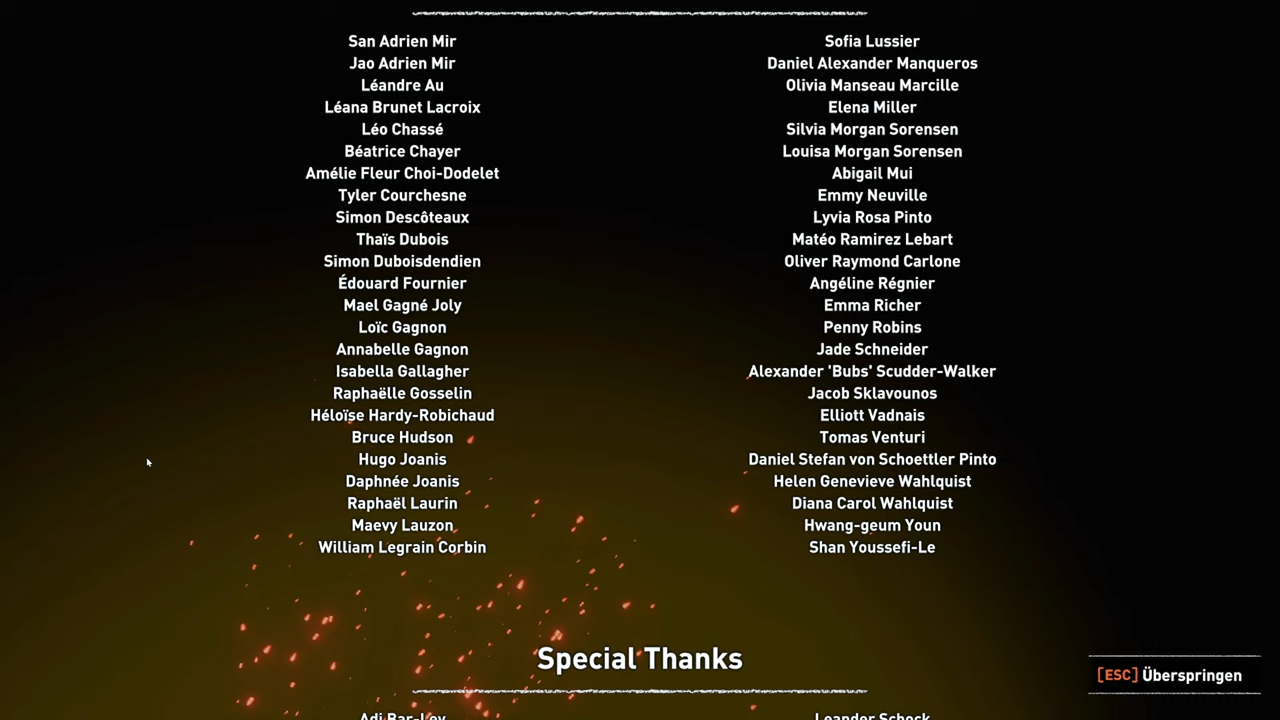 San Adrien Mir
Jao Adrien Mir
Léandre Au
Léana Brunet Lacroix
Léo Chassé
Béatrice Chayer
Amélie Fleur Choi-Dodelet
Tyler Courchesne
Simon Descôteaux
Thaïs Dubois
Simon Duboisdendien
Édouard Fournier
Mael Gagné Joly
Loïc Gagnon
Annabelle Gagnon
Isabella Gallagher
Raphaëlle Gosselin
Héloïse Hardy-Robichaud
Bruce Hudson
Hugo Joanis
Daphnée Joanis
Raphaël Laurin
Maevy Lauzon
William Legrain Corbin
Sofia Lussier
Daniel Alexander Manqueros
Olivia Manseau Marcille
Elena Miller
Silvia Morgan Sorensen
Louisa Morgan Sorensen
Abigail Mui
Emmy Neuville
Lyvia Rosa Pinto
Matéo Ramirez Lebart
Oliver Raymond Carlone
Angéline Régnier
Emma Richer
Penny Robins
Jade Schneider
Alexander 'Bubs' Scudder-Walker
Jacob Sklavounos
Elliott Vadnais
Tomas Venturi
Daniel Stefan von Schoettler Pinto
Helen Genevieve Wahlquist
Diana Carol Wahlquist
Hwang-geum Youn
Shan Youssefi-Le
Special Thanks
Adi Bar-Lev
Leander Schock
[ESC] Überspringen